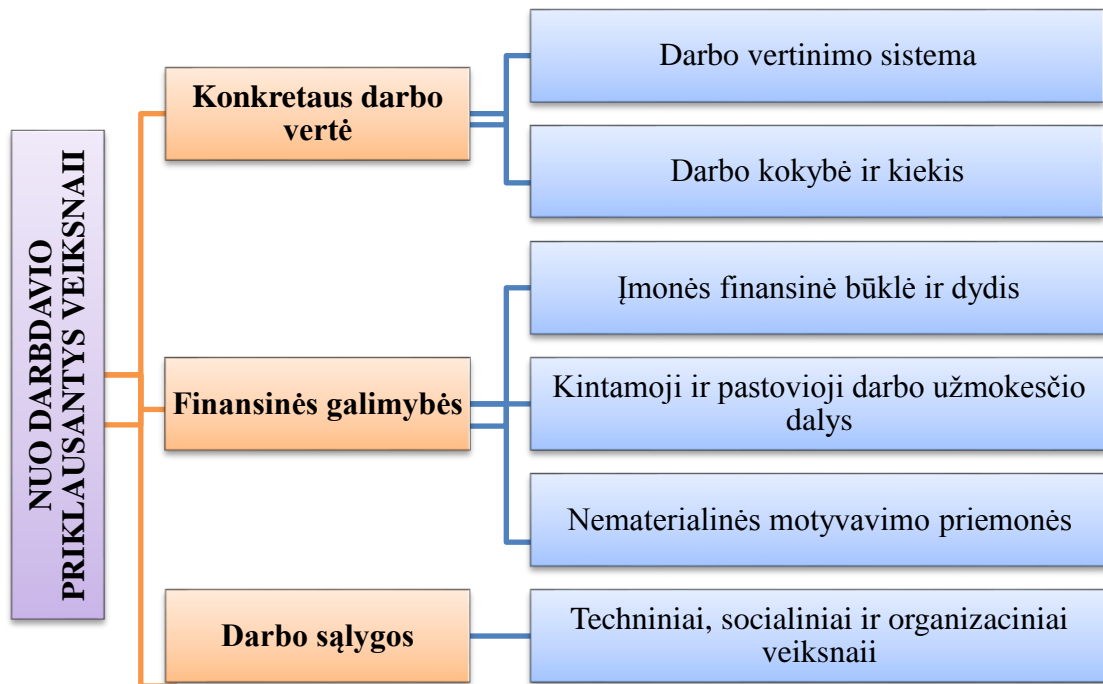 NUO DARBDAVIO
PRIKLAUSANTYS VEIKSNAII
Konkretaus darbo
vertė
Darbo vertinimo sistema
Darbo kokybė ir kiekis
Finansinės galimybės
Įmonės finansinė būklė ir dydis
Kintamoji ir pastovioji darbo užmokesčio
dalys
Nematerialinės motyvavimo priemonės
Darbo sąlygos
Techniniai, socialiniai ir organizaciniai
veiksnaii